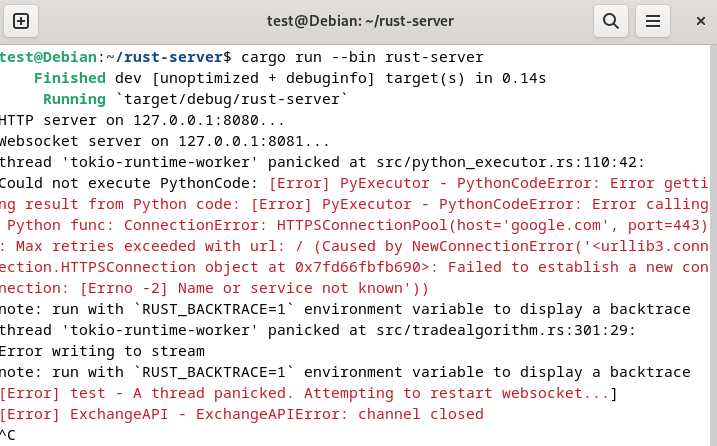 test@Debian: ~/rust-server
test@Debian:~/rust-server$ cargo run --bin rust-server
Finished dev [unoptimized + debuginfo] target(s) in 0.14s
Running `target/debug/rust-server`
HTTP server on 127.0.0.1:8080...
Websocket server on 127.0.0.1:8081...
thread 'tokio-runtime-worker' panicked at src/python_executor.rs:110:42:
Could not execute PythonCode: [Error] PyExecutor - PythonCodeError: Error getti
ng result from Python code: [Error] PyExecutor - PythonCodeError: Error calling
 Python func: ConnectionError: HTTPSConnectionPool(host='google.com', port=443)
: Max retries exceeded with url: / (Caused by NewConnectionError('<urllib3.conn
ection.HTTPSConnection object at 0x7fd66fbfb690>: Failed to establish a new con
nection: [Errno -2] Name or service not known'))
note: run with `RUST_BACKTRACE=1` environment variable to display a backtrace
thread 'tokio-runtime-worker' panicked at src/tradealgorithm.rs:301:29:
Error writing to stream
note: run with `RUST_BACKTRACE=1` environment variable to display a backtrace
[Error] test - A thread panicked. Attempting to restart websocket...]
[Error] ExchangeAPI - ExchangeAPIError: channel closed
^C